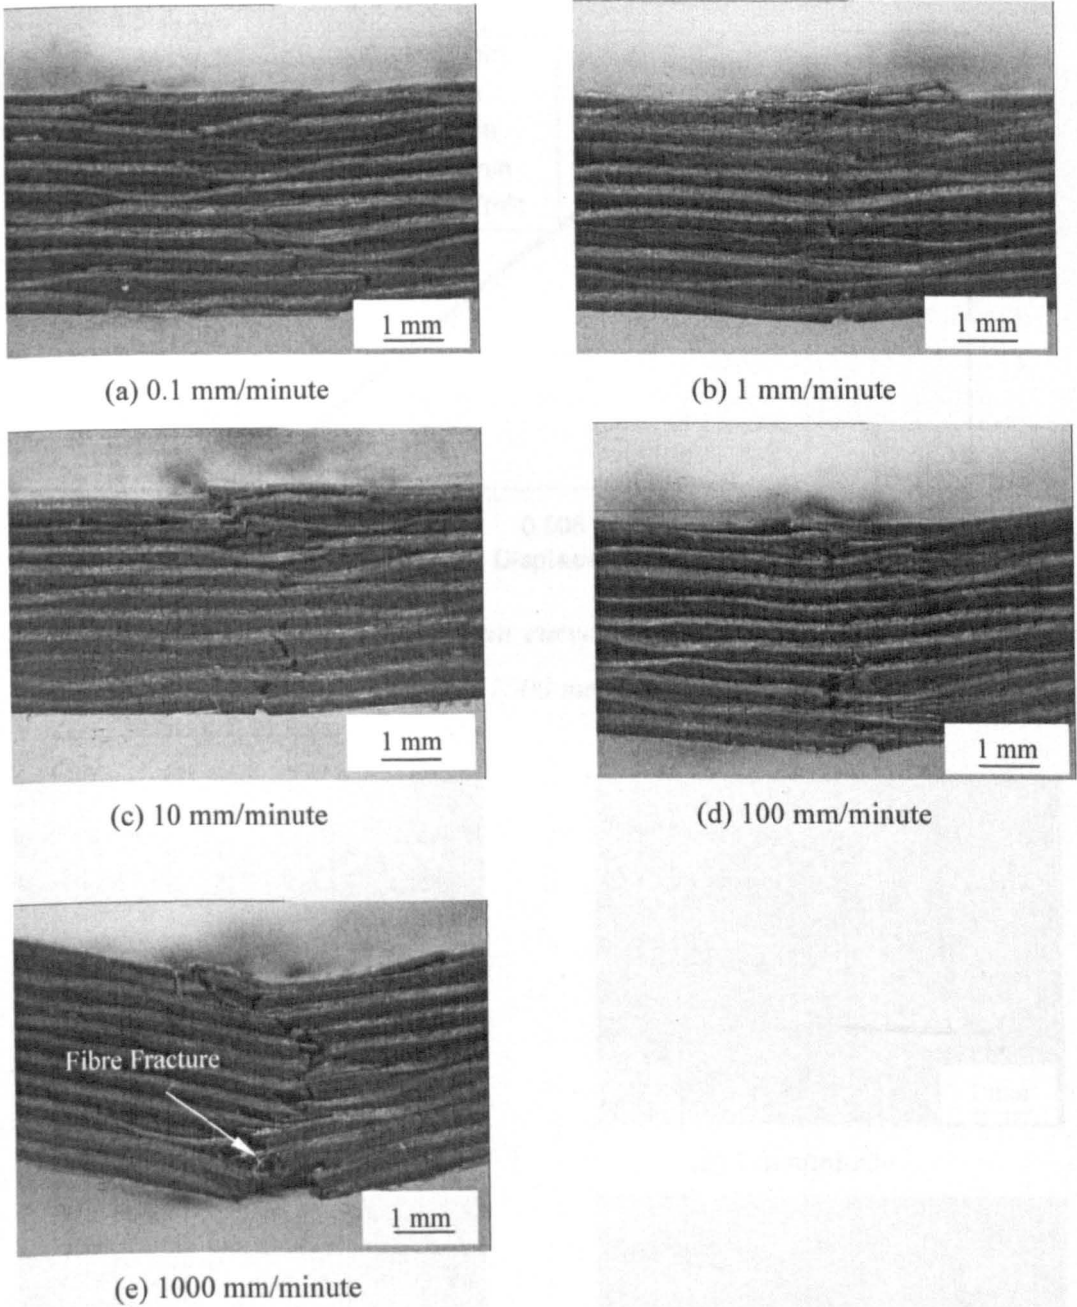 1 mm
1 mm
(a) 0.1 mm/minute
(b) 1 mm/minute
1 mm
1 mm
(c) 10 mm/minute
(d) 100 mm/minute
Fibre Fracture
1 mm
(e) 1000 mm/minute